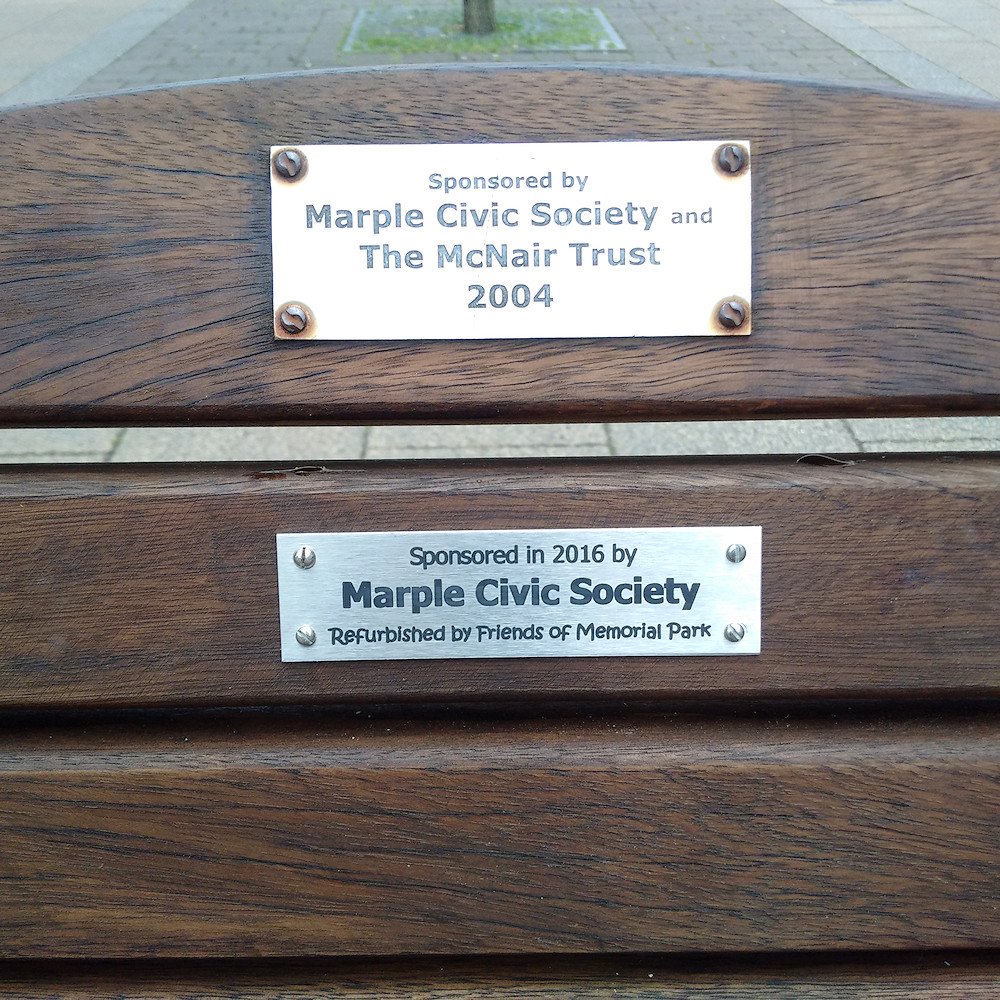 Sponsored by
Marple Civic Society and
The McNair Trust
2004
Sponsored in 2016 by
Marple Civic Society
Refurbished by Friends of Memorial Park